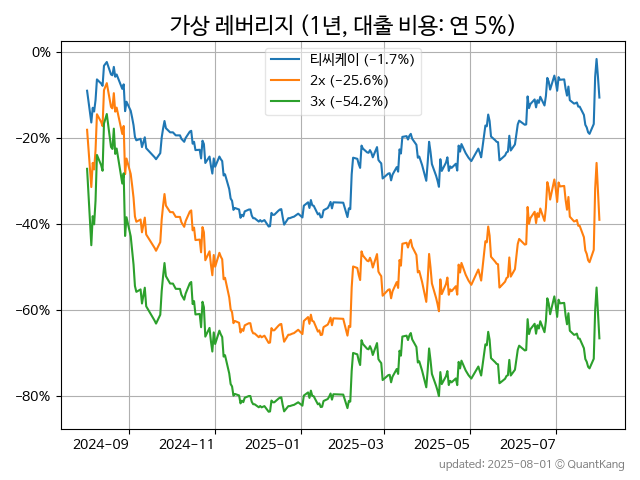 가상 레버리지 (1년, 대출 비용: 연 5%)
티씨케이 (−1.7%)
2x (−25.6%)
3x (−54.2%)
0%
−20%
−40%
−60%
−80%
2024−09 2024−11 2025−01 2025−03 2025−05 2025−07
updated: 2025-08-01 © QuantKang